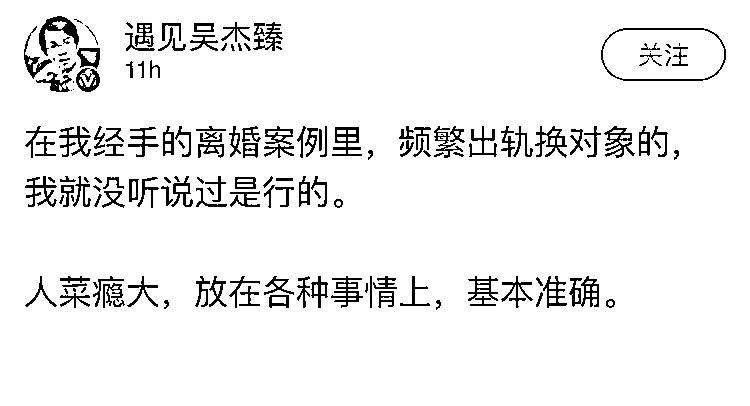 遇见吴杰臻
11h
关注
在我经手的离婚案例里，频繁出轨换对象的，
我就没听说过是行的。
人菜瘾大，放在各种事情上，基本准确。